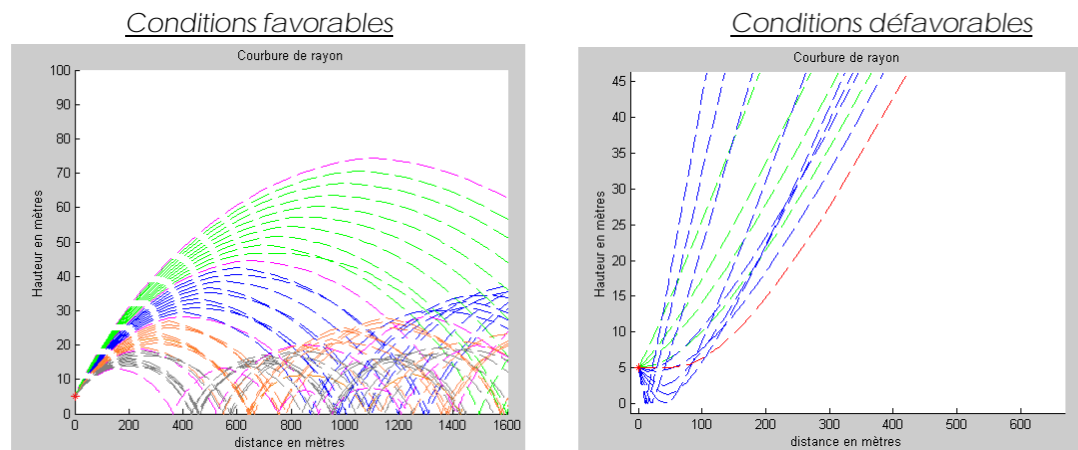 Conditions favorables
Courbure de rayon
100
90
80
70
60
50
40
30
20
10
0
Hauteur en mètres
0 200 400 600 800 1000 1200 1400 1600
distance en mètres
Conditions défavorables
Courbure de rayon
45
40
35
30
25
20
15
10
5
0
Hauteur en mètres
0 100 200 300 400 500 600
distance en mètres